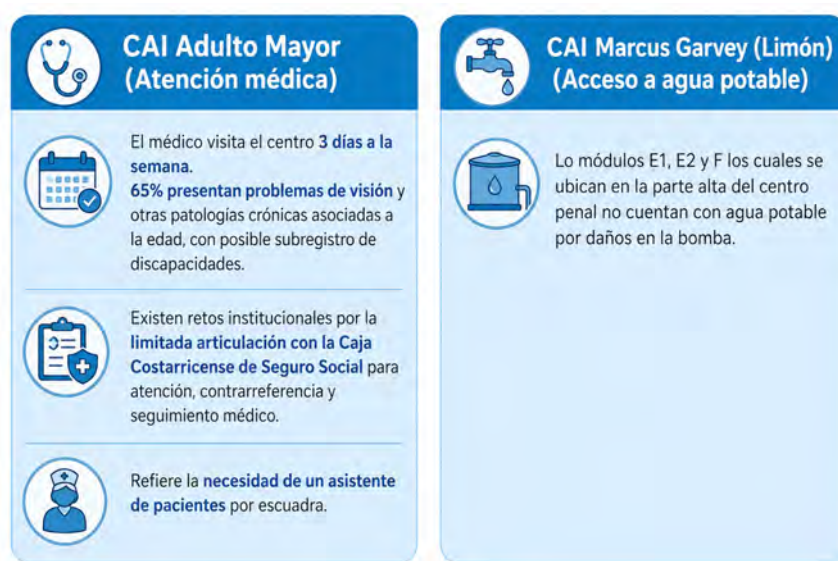 CAI Adulto Mayor
(Atención médica)
El médico visita el centro 3 días a la
semana.
65% presentan problemas de visión y
otras patologías crónicas asociadas a
la edad, con posible subregistro de
discapacidades.
Existen retos institucionales por la
limitada articulación con la Caja
Costarricense de Seguro Social para
atención, contrarreferencia y
seguimiento médico.
Refiere la necesidad de un asistente
de pacientes por escuadra.
CAI Marcus Garvey (Limón)
(Acceso a agua potable)
Lo módulos E1, E2 y F los cuales se
ubican en la parte alta del centro
penal no cuentan con agua potable
por daños en la bomba.